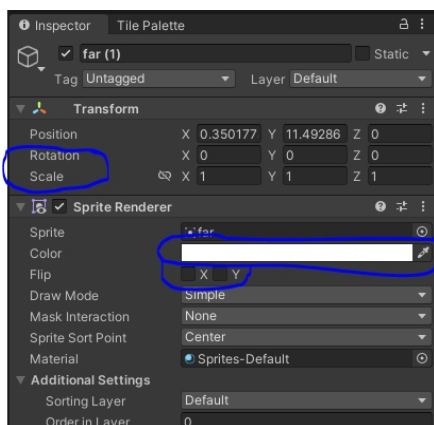 Inspector Tile Palette
far (1) Static
Tag Untagged Layer Default
Transform
Position X 0.350177 Y 11.49286 Z 0
Rotation X 0 Y 0 Z 0
Scale X 1 Y 1 Z 1
Sprite Renderer
Sprite far
Color
Flip X Y
Draw Mode Simple
Mask Interaction None
Sprite Sort Point Center
Material Sprites-Default
Additional Settings
Sorting Layer Default
Order in Layer 0